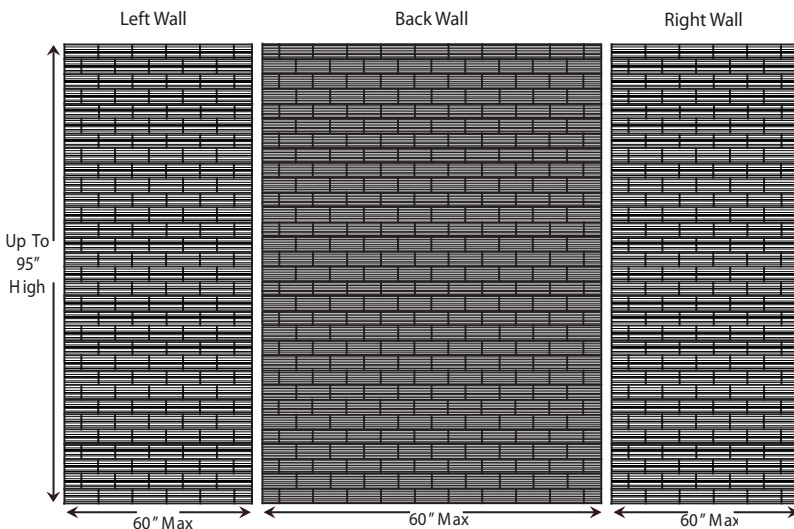 Left Wall
Back Wall
Right Wall
Up To
95”
High
60” Max
60” Max
60” Max